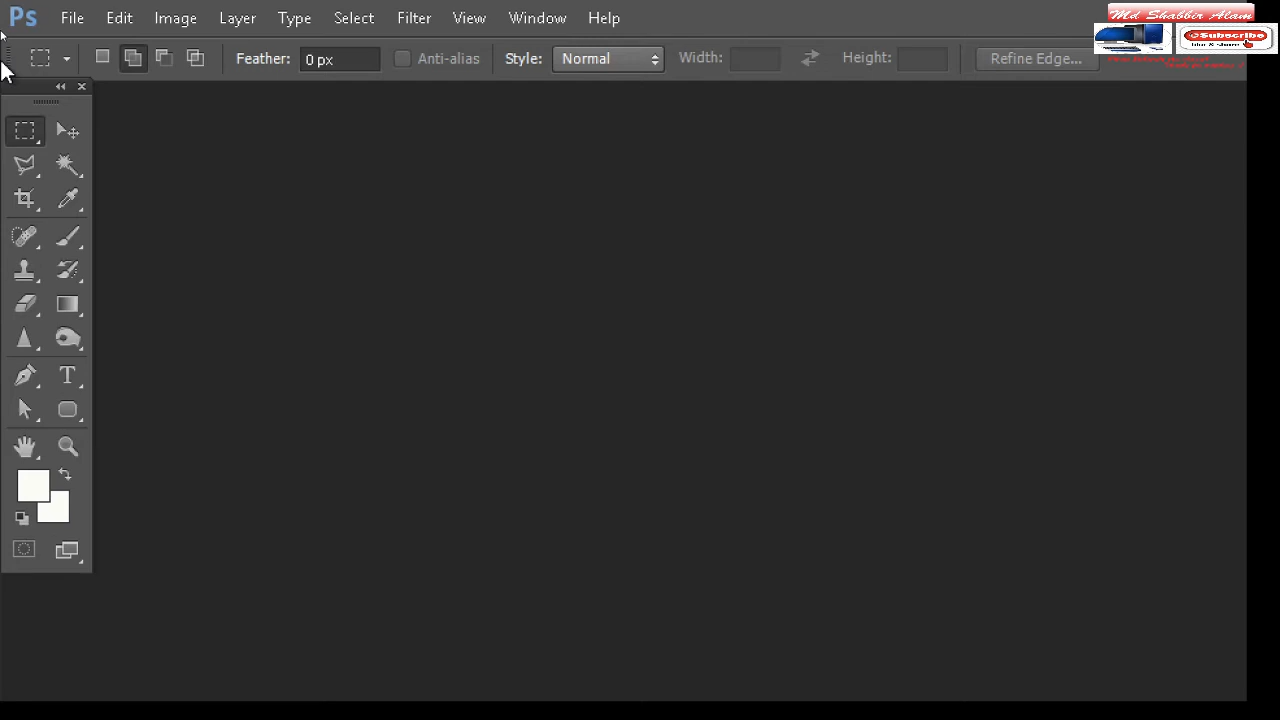 Ps File Edit Image Layer Type Select Filter View Window Help
Md Shabbir Alam
Subscribe
Feather: 0 px Anti-alias Style: Normal Width: Height: Refine Edge...
T